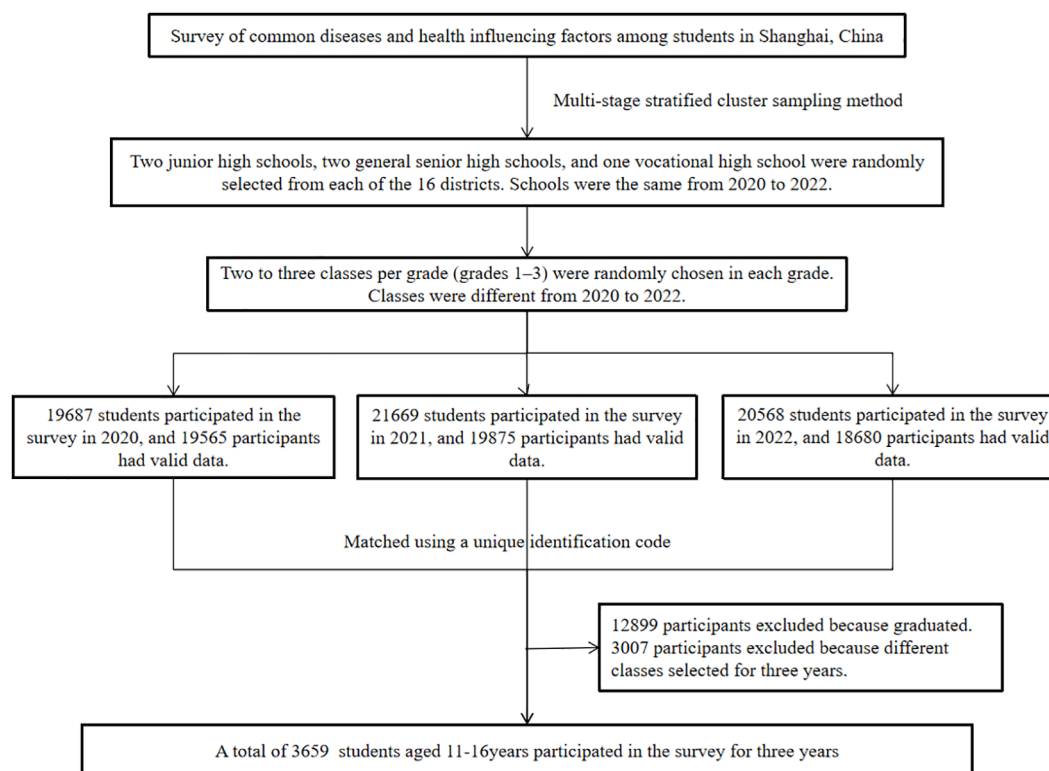 Survey of common diseases and health influencing factors among students in Shanghai, China
Multi-stage stratified cluster sampling method
Two junior high schools, two general senior high schools, and one vocational high school were randomly
selected from each of the 16 districts. Schools were the same from 2020 to 2022.
Two to three classes per grade (grades 1–3) were randomly chosen in each grade.
Classes were different from 2020 to 2022.
19687 students participated in the
survey in 2020, and 19565 participants
had valid data.
21669 students participated in the survey
in 2021, and 19875 participants had valid
data.
20568 students participated in the survey
in 2022, and 18680 participants had valid
data.
Matched using a unique identification code
12899 participants excluded because graduated.
3007 participants excluded because different
classes selected for three years.
A total of 3659 students aged 11-16years participated in the survey for three years